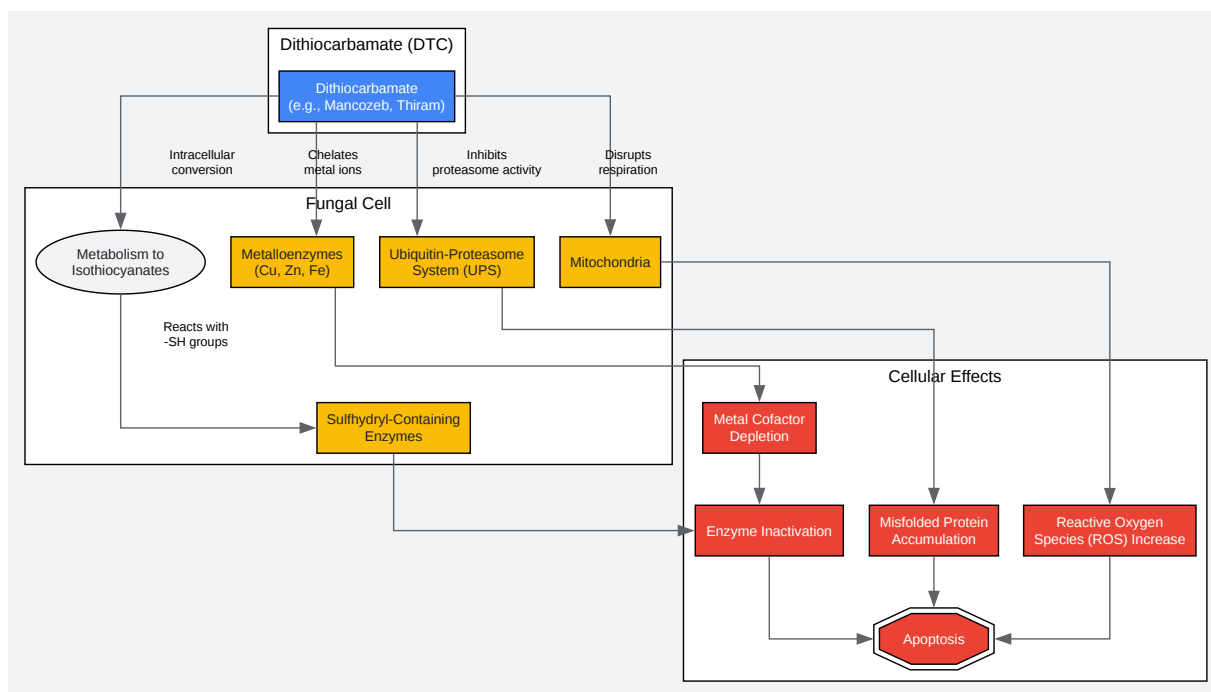 Dithiocarbamate (DTC)
Dithiocarbamate
(e.g., Mancozeb, Thiram)
Intracellular
conversion
Chelates
metal ions
Inhibits
proteasome activity
Disrupts
respiration
Fungal Cell
Metabolism to
Isothiocyanates
Metalloenzymes
(Cu, Zn, Fe)
Ubiquitin-Proteasome
System (UPS)
Mitochondria
Reacts with
-SH groups
Sulfhydryl-Containing
Enzymes
Cellular Effects
Metal Cofactor
Depletion
Enzyme Inactivation
Misfolded Protein
Accumulation
Reactive Oxygen
Species (ROS) Increase
Apoptosis